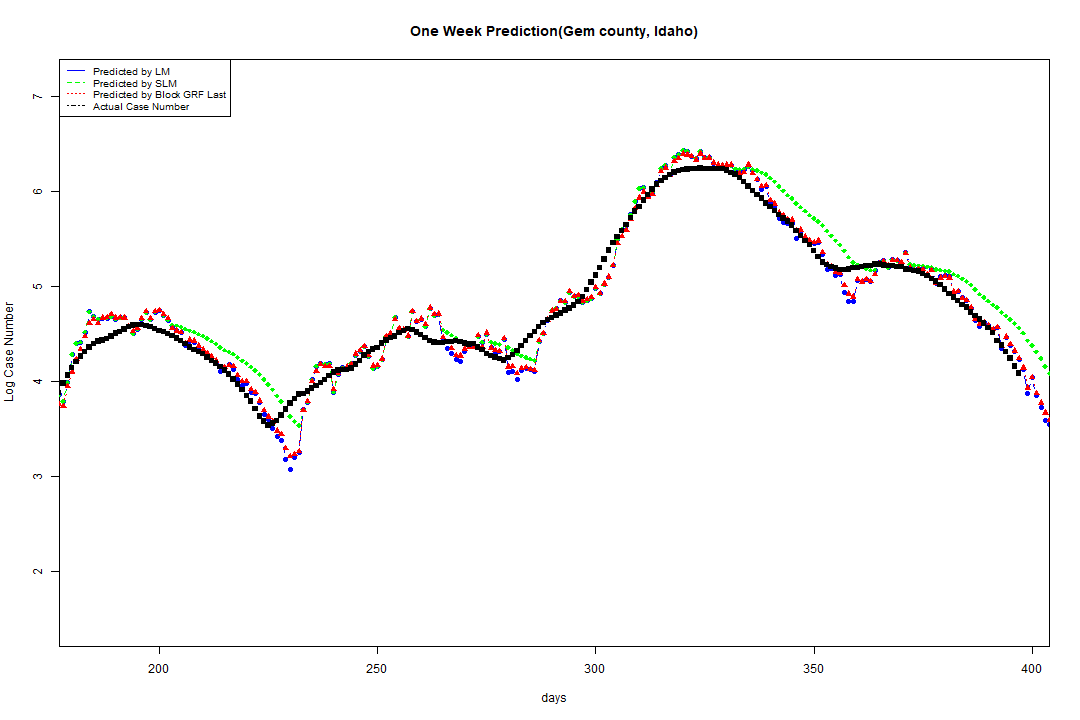 One Week Prediction(Gem county, Idaho)
Predicted by LM
Predicted by SLM
Predicted by Block GRF Last
Actual Case Number
7
6
5
4
3
2
Log Case Number
200
250
300
350
400
days